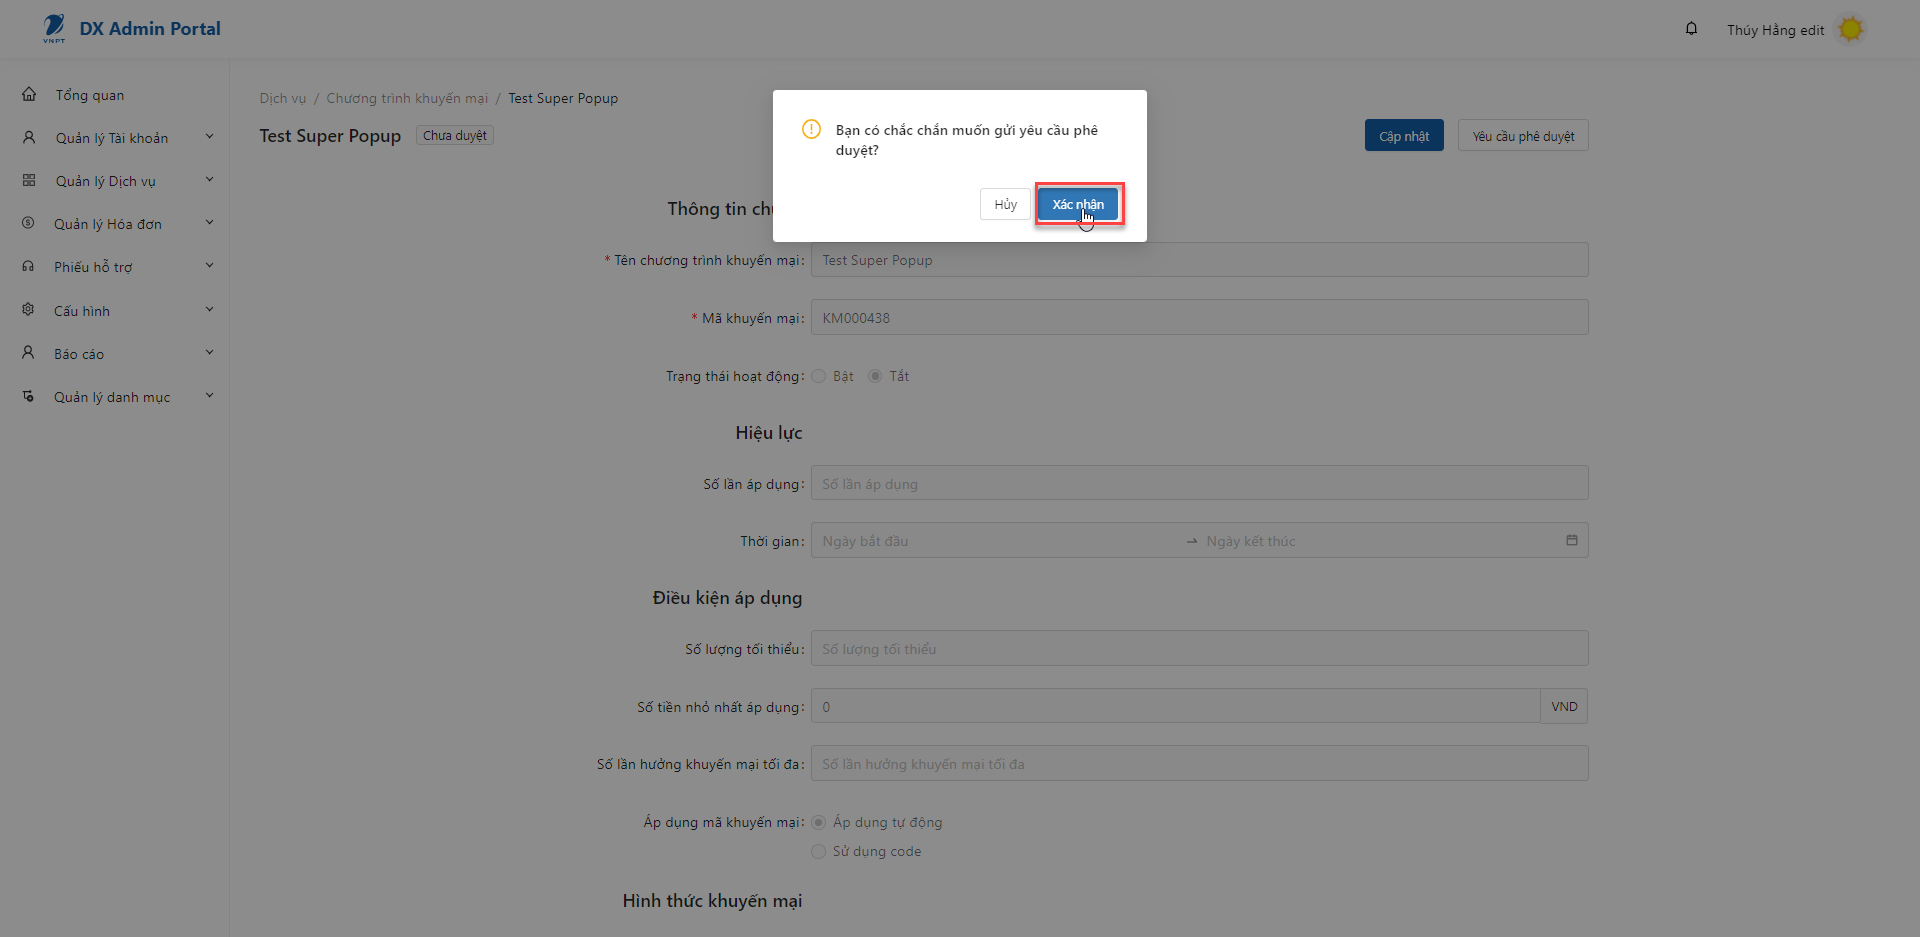 VNPT
DX Admin Portal
Thúy Hằng edit
Tổng quan
Quản lý Tài khoản
Quản lý Dịch vụ
Quản lý Hóa đơn
Phiếu hỗ trợ
Cấu hình
Báo cáo
Quản lý danh mục
Dịch vụ / Chương trình khuyến mại / Test Super Popup
Test Super Popup
Chưa duyệt
Cập nhật
Yêu cầu phê duyệt
Bạn có chắc chắn muốn gửi yêu cầu phê
duyệt?
Hủy
Xác nhận
Thông tin
* Tên chương trình khuyến mại: Test Super Popup
* Mã khuyến mại: KM000438
Trạng thái hoạt động: Bật Tắt
Hiệu lực
Số lần áp dụng: Số lần áp dụng
Thời gian: Ngày bắt đầu → Ngày kết thúc
Điều kiện áp dụng
Số lượng tối thiểu: Số lượng tối thiểu
Số tiền nhỏ nhất áp dụng: 0 VND
Số lần hưởng khuyến mại tối đa: Số lần hưởng khuyến mại tối đa
Áp dụng mã khuyến mại: Áp dụng tự động
Sử dụng code
Hình thức khuyến mại